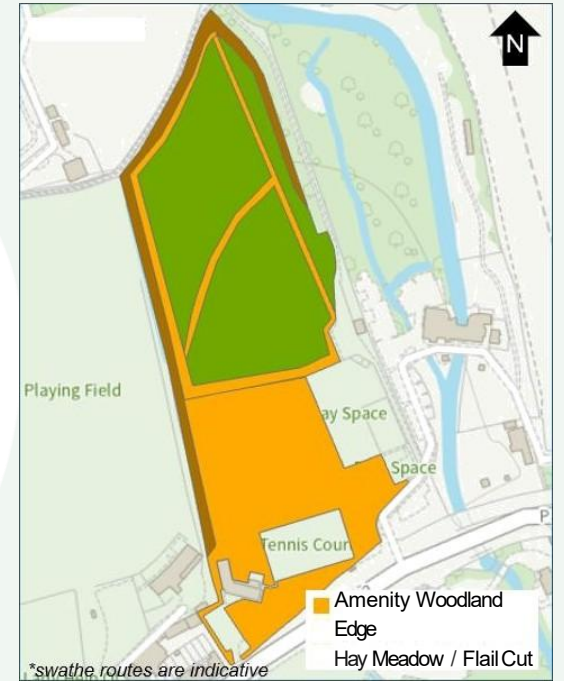 N
Playing Field
ay Space
Space
Tennis Cour
P
Amenity Woodland
Edge
Hay Meadow / Flail Cut
*swathe routes are indicative